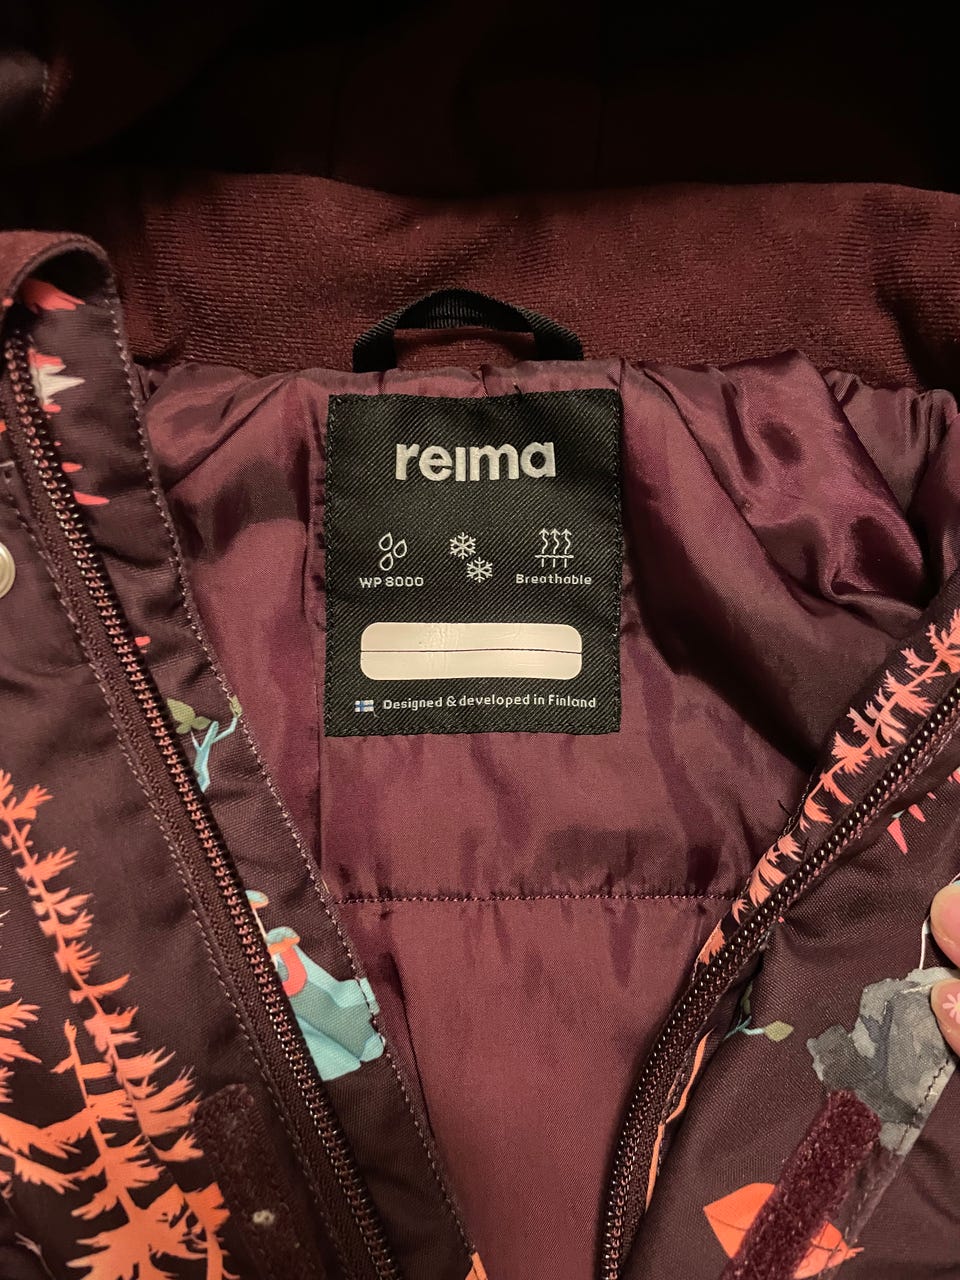 reima
WP 8000
Breathable
Designed & developed in Finland